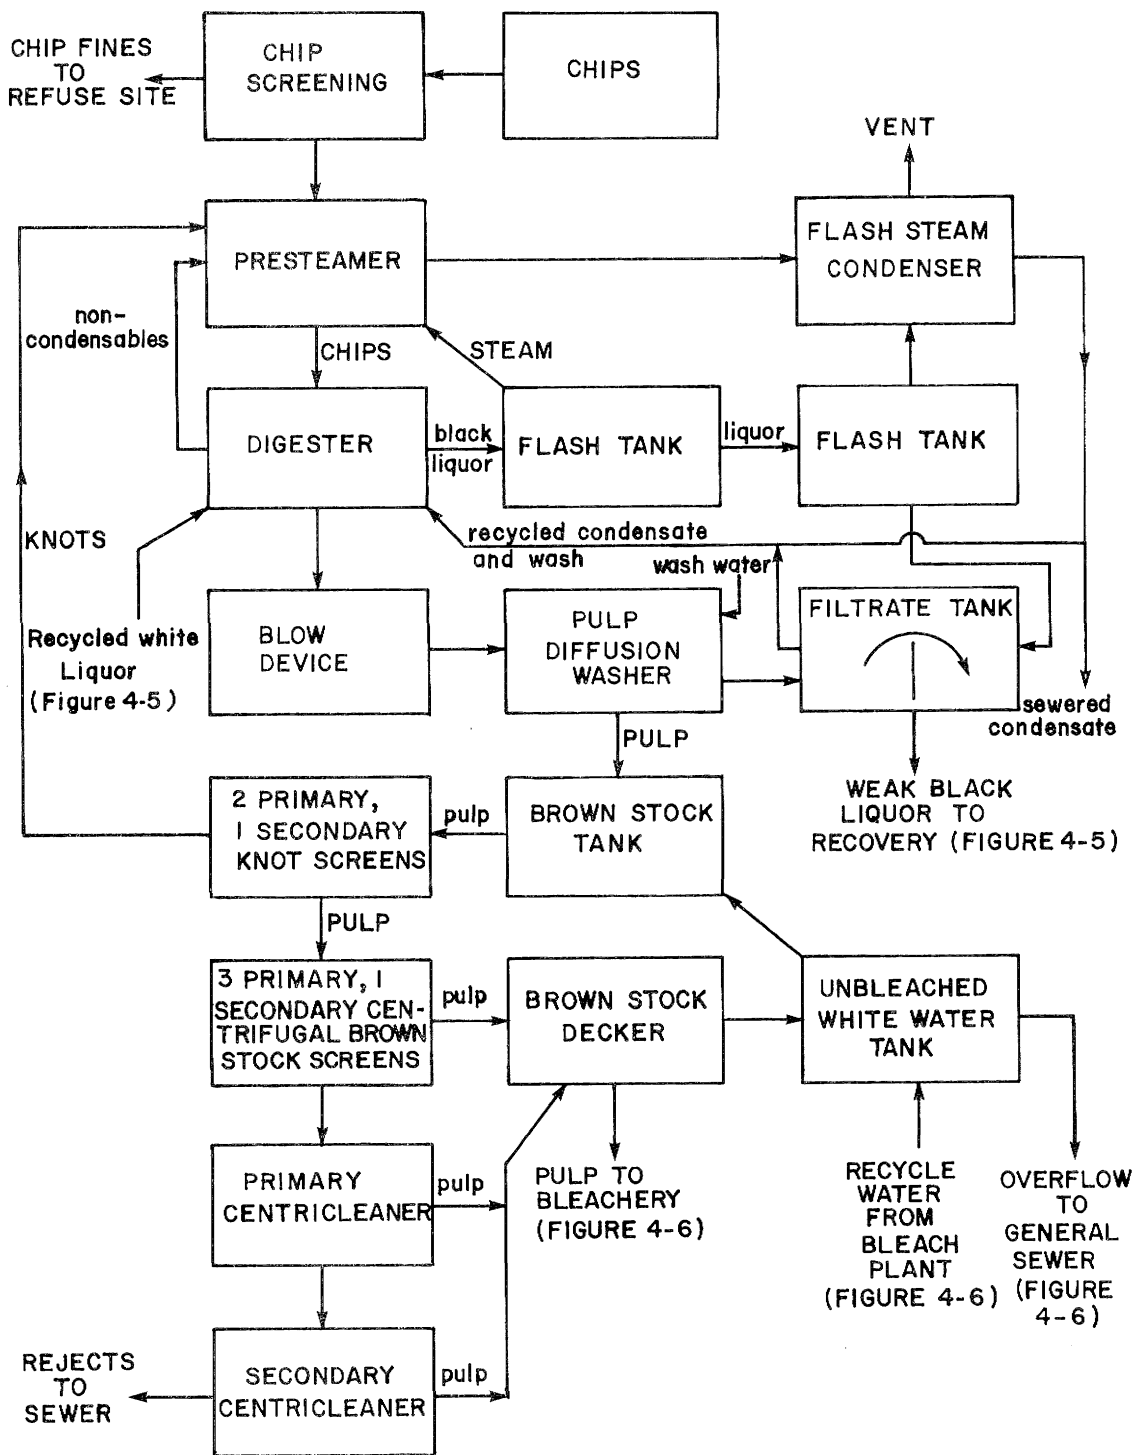 CHIP FINES
TO
REFUSE SITE
CHIP
SCREENING
CHIPS
VENT
PRESTEAMER
FLASH STEAM
CONDENSER
non-
condensables
CHIPS
STEAM
DIGESTER
black
liquor
FLASH TANK
liquor
FLASH TANK
KNOTS
recycled condensate
and wash
wash water
Recycled white
Liquor
(Figure 4-5)
BLOW
DEVICE
PULP
DIFFUSION
WASHER
FILTRATE TANK
sewered
condensate
PULP
WEAK BLACK
LIQUOR TO
RECOVERY (FIGURE 4-5)
2 PRIMARY,
1 SECONDARY
KNOT SCREENS
pulp
BROWN STOCK
TANK
PULP
3 PRIMARY, 1
SECONDARY CEN-
TRIFUGAL BROWN
STOCK SCREENS
pulp
BROWN STOCK
DECKER
UNBLEACHED
WHITE WATER
TANK
PRIMARY
CENTRICLEANER
pulp
PULP TO
BLEACHERY
(FIGURE 4-6)
RECYCLE
WATER
FROM
BLEACH
PLANT
(FIGURE 4-6)
OVERFLOW
TO
GENERAL
SEWER
(FIGURE
4-6)
REJECTS
TO
SEWER
SECONDARY
CENTRICLEANER
pulp